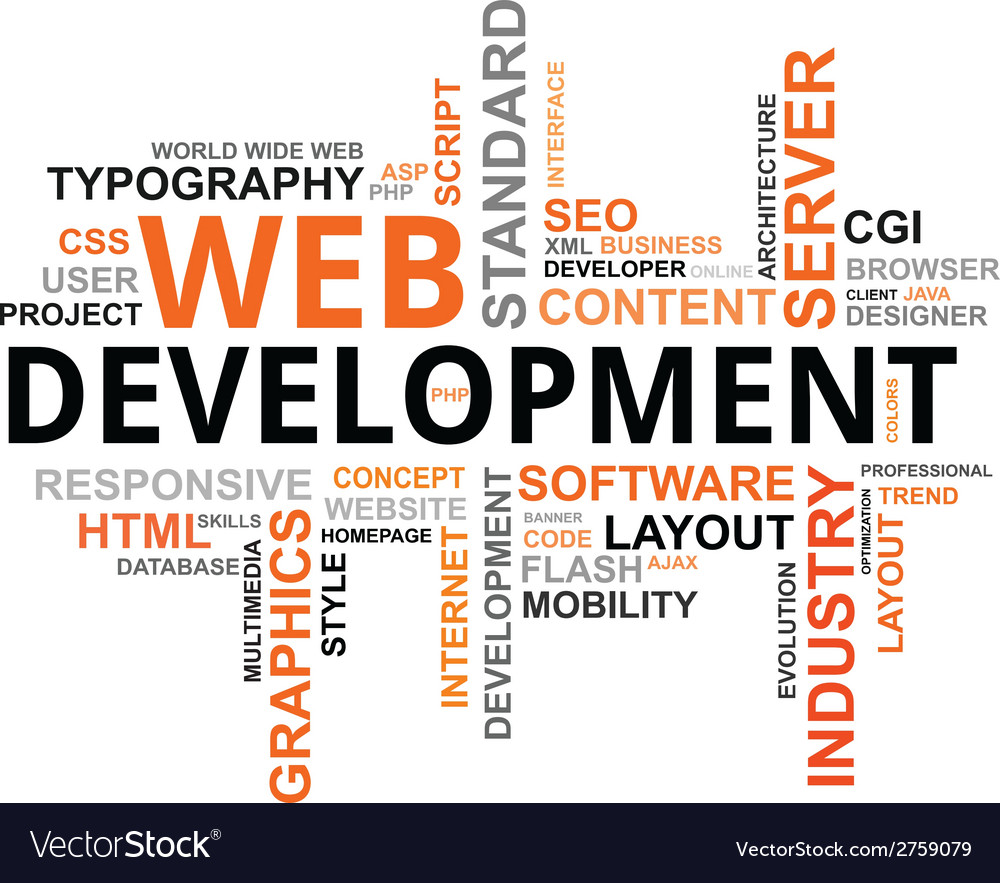 STANDARD
INTERFACE
SERVER
SCRIPT
ARCHITECTURE
WORLD WIDE WEB
TYPOGRAPHY
ASP
PHP
WEB
SEO
CGI
CSS
XML BUSINESS
USER
DEVELOPER ONLINE
BROWSER
PROJECT
CONTENT
CLIENT JAVA
DESIGNER
DEVELOPMENT
PHP
COLORS
RESPONSIVE
CONCEPT
SOFTWARE
PROFESSIONAL
WEBSITE
TREND
HTML
SKILLS
HOMEPAGE
BANNER
LAYOUT
CODE
OPTIMIZATION
DATABASE
FLASH
AJAX
MOBILITY
MULTIMEDIA
GRAPHICS
STYLE
INTERNET
DEVELOPMENT
EVOLUTION
INDUSTRY
LAYOUT
VectorStock®
VectorStock.com/2759079